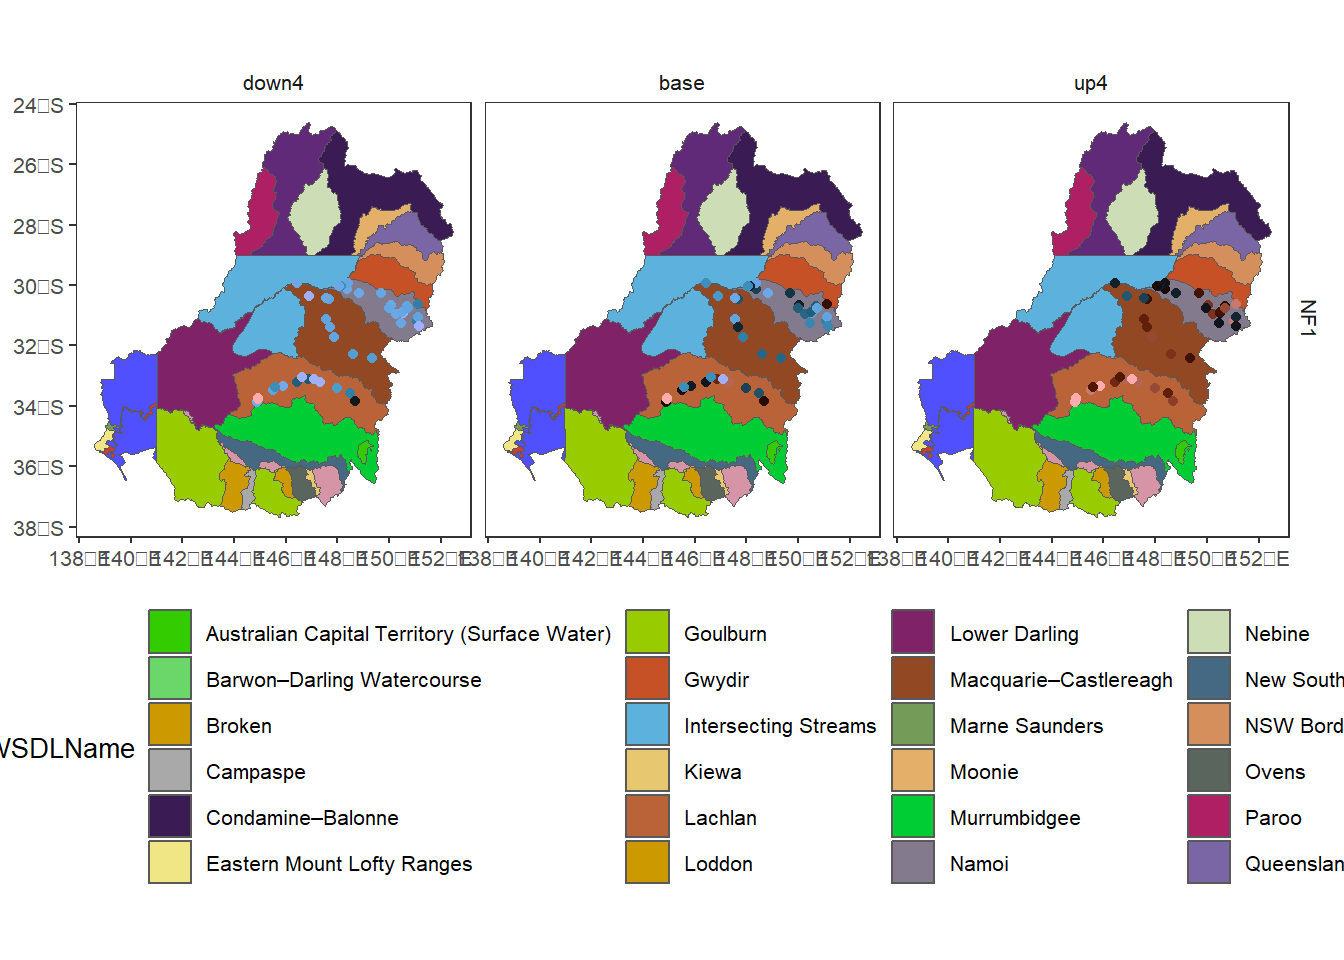 down4 base up4
24□S
26□S
28□S
30□S
32□S
34□S
36□S
38□S
NF1
138□E 140□E 142□E 144□E 146□E 148□E 150□E 152□E 138□E 140□E 142□E 144□E 146□E 148□E 150□E 152□E 138□E 140□E 142□E 144□E 146□E 148□E 150□E 152□E
WSDLName
Australian Capital Territory (Surface Water)
Barwon–Darling Watercourse
Broken
Campaspe
Condamine–Balonne
Eastern Mount Lofty Ranges
Goulburn
Gwydir
Intersecting Streams
Kiewa
Lachlan
Loddon
Lower Darling
Macquarie–Castlereagh
Marne Saunders
Moonie
Murrumbidgee
Namoi
Nebine
New South
NSW Bord
Ovens
Paroo
Queenslan